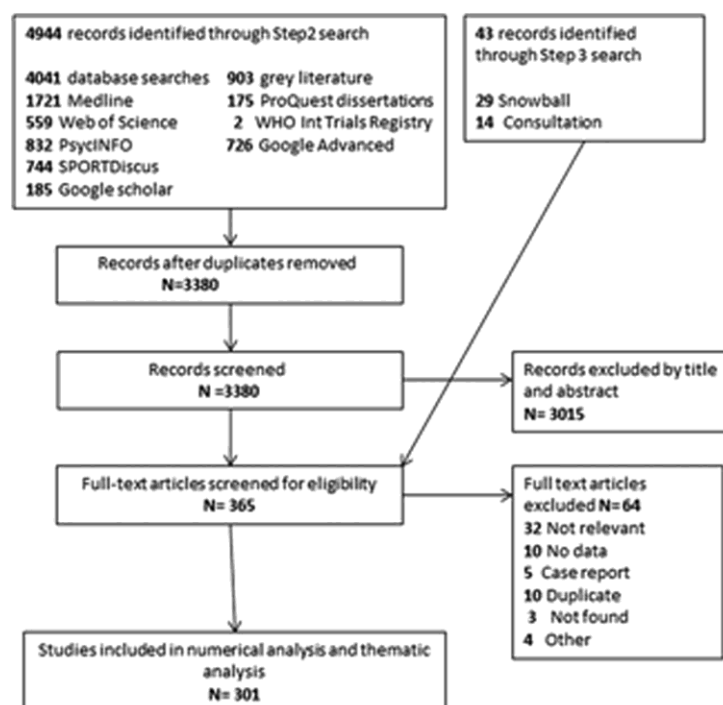 4944 records identified through Step2 search
4041 database searches 903 grey literature
1721 Medline 175 ProQuest dissertations
559 Web of Science 2 WHO Int Trials Registry
832 PsycINFO 726 Google Advanced
744 SPORTDiscus
185 Google scholar
43 records identified
through Step 3 search
29 Snowball
14 Consultation
Records after duplicates removed
N=3380
Records screened
N =3380
Records excluded by title
and abstract
N= 3015
Full-text articles screened for eligibility
N= 365
Full text articles
excluded N=64
32 Not relevant
10 No data
5 Case report
10 Duplicate
3 Not found
4 Other
Studies included in numerical analysis and thematic
analysis
N= 301